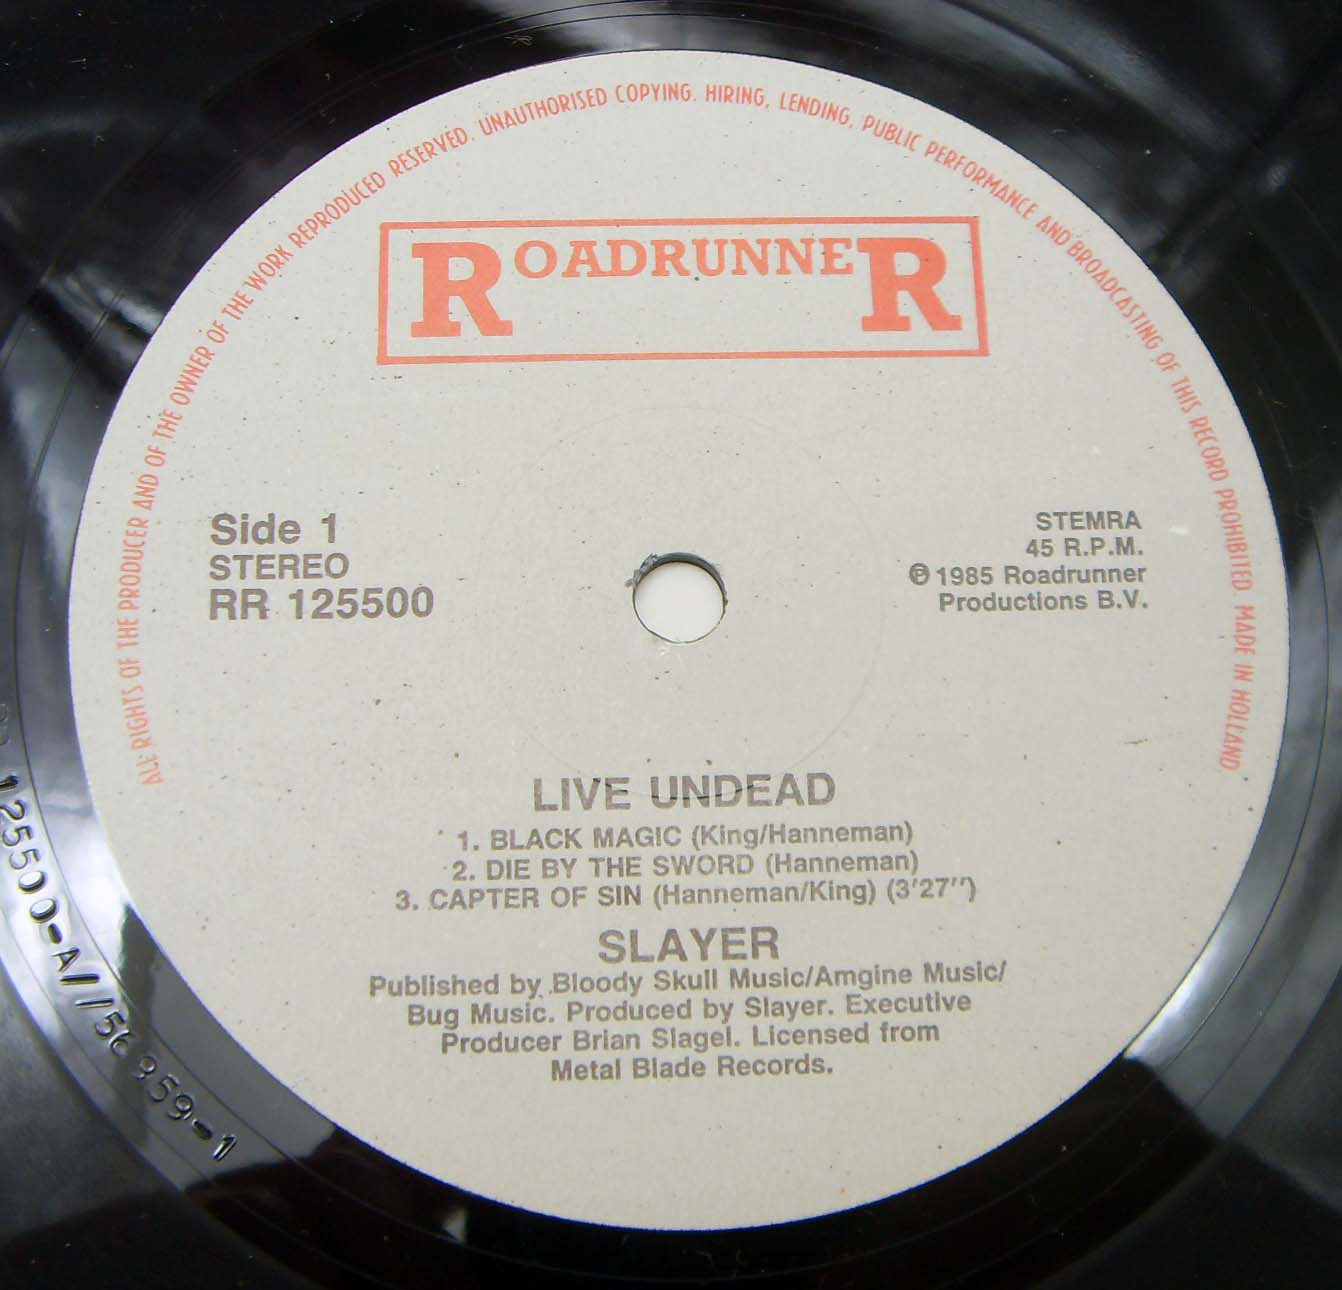 ALL RIGHTS OF THE PRODUCER AND OF THE OWNER OF THE WORK REPRODUCED RESERVED. UNAUTHORISED COPYING. HIRING, LENDING, PUBLIC PERFORMANCE AND BROADCASTING OF THIS RECORD PROHIBITED. MADE IN HOLLAND
ROADRUNNER
Side 1
STEREO
RR 125500
STEMRA
45 R.P.M.
℗ 1985 Roadrunner
Productions B.V.
LIVE UNDEAD
1. BLACK MAGIC (King/Hanneman)
2. DIE BY THE SWORD (Hanneman)
3. CAPTER OF SIN (Hanneman/King) (3'27'')
SLAYER
Published by Bloody Skull Music/Amgine Music/
Bug Music. Produced by Slayer. Executive
Producer Brian Slagel. Licensed from
Metal Blade Records.
125500-A//56959-1